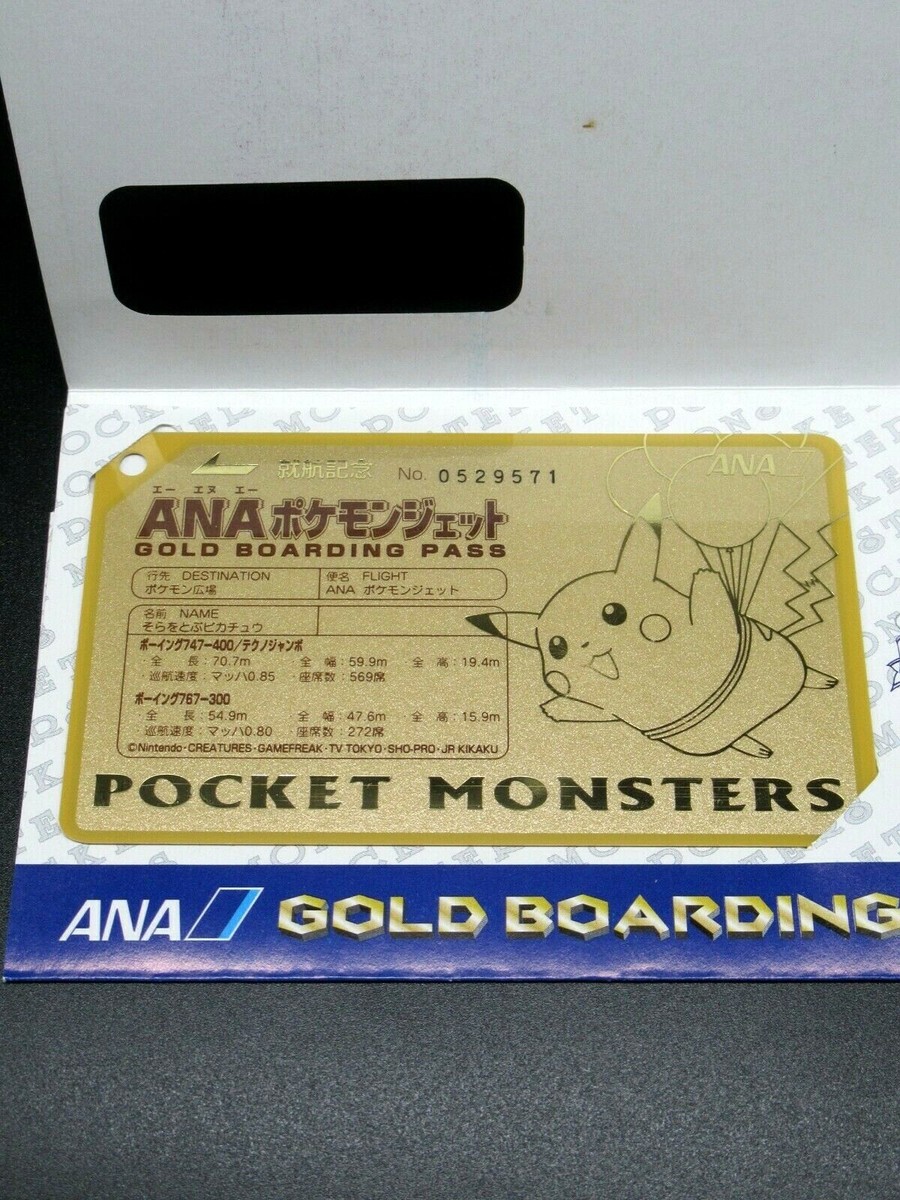 就航記念 No. 0529571 ANA
エー エヌ エー
ANAポケモンジェット
GOLD BOARDING PASS
行先 DESTINATION 便名 FLIGHT
ポケモン広場 ANA ポケモンジェット
名前 NAME
そらをとぶピカチュウ
ボーイング747-400/テクノジャンボ
・全 長:70.7m 全 幅:59.9m ・全 高:19.4m
・巡航速度:マッハ0.85 ・座席数:569席
ボーイング767-300
・全 長:54.9m 全 幅:47.6m ・全 高:15.9m
・巡航速度:マッハ0.80 ・座席数:272席
©Nintendo・CREATURES・GAMEFREAK・TV TOKYO・SHO-PRO・JR KIKAKU
POCKET MONSTERS
ANA GOLD BOARDING